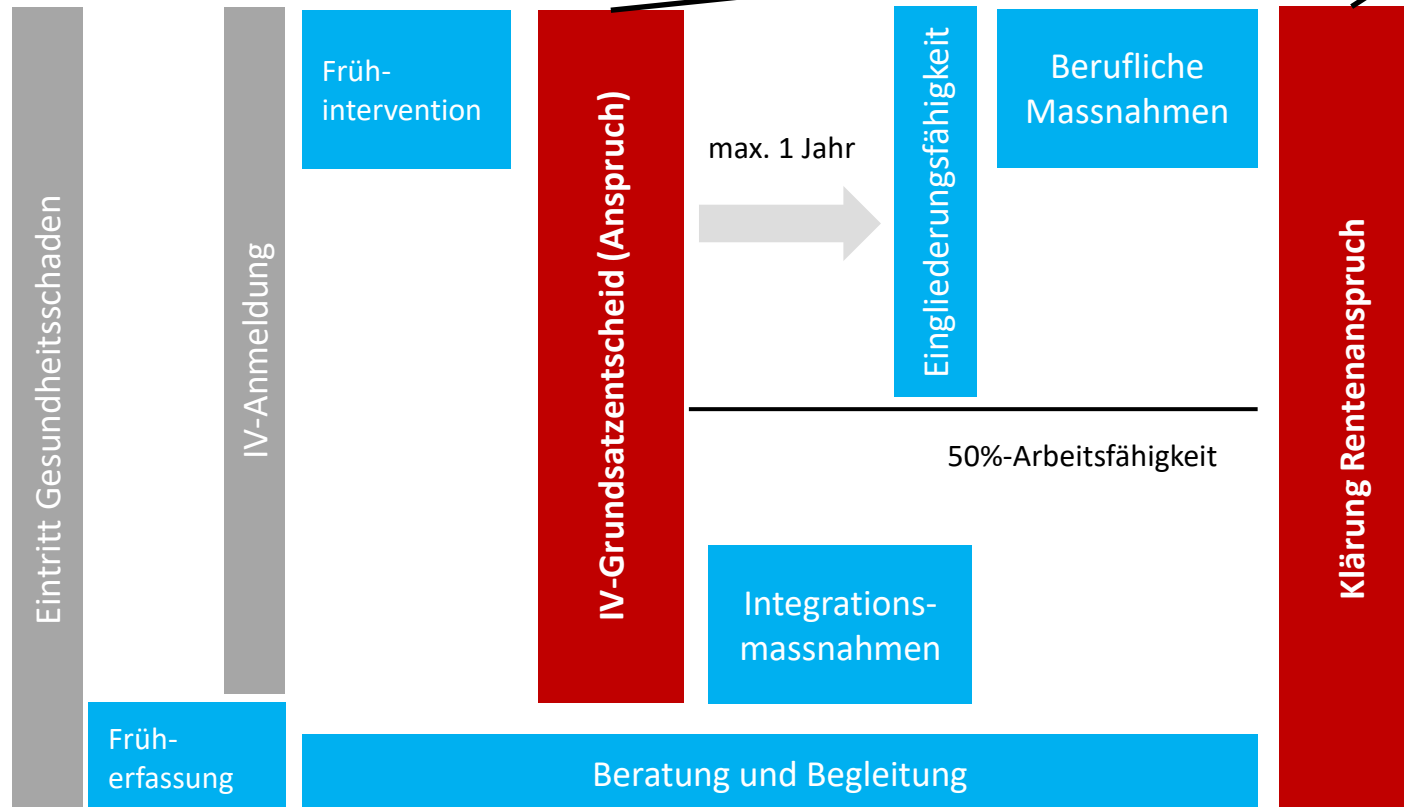 Eintritt Gesundheitsschaden
Früh-
erfassung
IV-Anmeldung
Früh-
intervention
IV-Grundsatzentscheid (Anspruch)
max. 1 Jahr
Eingliederungsfähigkeit
Berufliche
Massnahmen
50%-Arbeitsfähigkeit
Integrations-
massnahmen
Beratung und Begleitung
Klärung Rentenanspruch